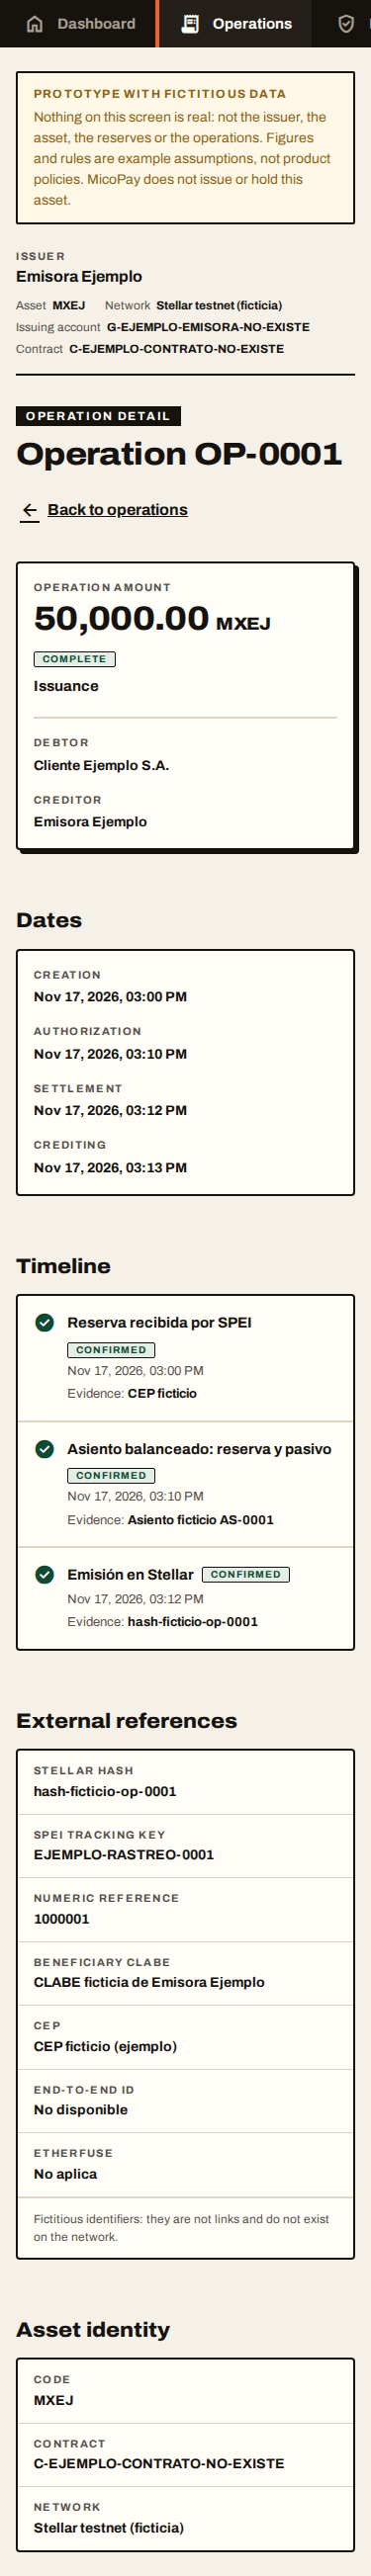 Dashboard
Operations
PROTOTYPE WITH FICTITIOUS DATA
Nothing on this screen is real: not the issuer, the
asset, the reserves or the operations. Figures
and rules are example assumptions, not product
policies. MicoPay does not issue or hold this
asset.
ISSUER
Emisora Ejemplo
Asset MXEJ Network Stellar testnet (ficticia)
Issuing account G-EJEMPLO-EMISORA-NO-EXISTE
Contract C-EJEMPLO-CONTRATO-NO-EXISTE
OPERATION DETAIL
Operation OP-0001
Back to operations
OPERATION AMOUNT
50,000.00 MXEJ
COMPLETE
Issuance
DEBTOR
Cliente Ejemplo S.A.
CREDITOR
Emisora Ejemplo
Dates
CREATION
Nov 17, 2026, 03:00 PM
AUTHORIZATION
Nov 17, 2026, 03:10 PM
SETTLEMENT
Nov 17, 2026, 03:12 PM
CREDITING
Nov 17, 2026, 03:13 PM
Timeline
Reserva recibida por SPEI
CONFIRMED
Nov 17, 2026, 03:00 PM
Evidence: CEP ficticio
Asiento balanceado: reserva y pasivo
CONFIRMED
Nov 17, 2026, 03:10 PM
Evidence: Asiento ficticio AS-0001
Emisión en Stellar CONFIRMED
Nov 17, 2026, 03:12 PM
Evidence: hash-ficticio-op-0001
External references
STELLAR HASH
hash-ficticio-op-0001
SPEI TRACKING KEY
EJEMPLO-RASTREO-0001
NUMERIC REFERENCE
1000001
BENEFICIARY CLABE
CLABE ficticia de Emisora Ejemplo
CEP
CEP ficticio (ejemplo)
END-TO-END ID
No disponible
ETHERFUSE
No aplica
Fictitious identifiers: they are not links and do not exist
on the network.
Asset identity
CODE
MXEJ
CONTRACT
C-EJEMPLO-CONTRATO-NO-EXISTE
NETWORK
Stellar testnet (ficticia)